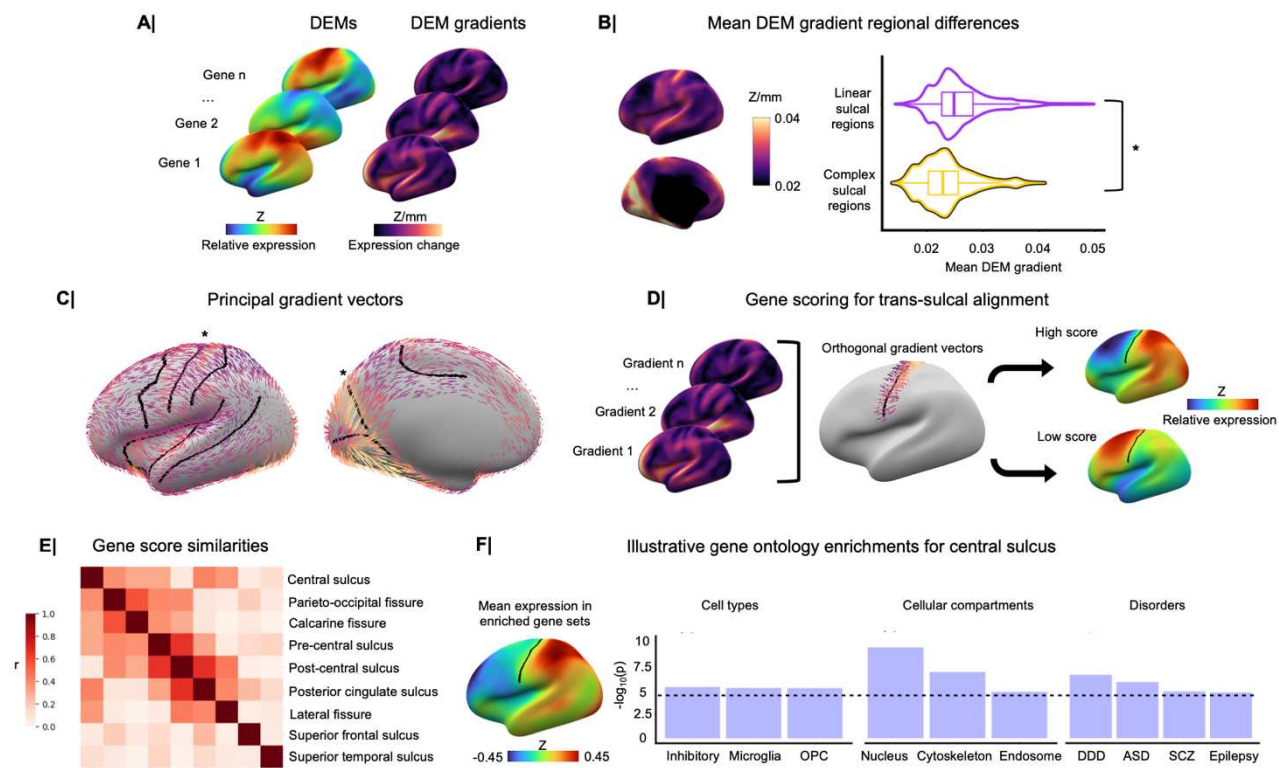 A|
DEMs
DEM gradients
Gene n
...
Gene 2
Gene 1
Z
Relative expression
Z/mm
Expression change
B|
Mean DEM gradient regional differences
Z/mm
0.04
0.02
Linear
sulcal
regions
Complex
sulcal
regions
*
0.02 0.03 0.04 0.05
Mean DEM gradient
C|
Principal gradient vectors
*
*
D|
Gene scoring for trans-sulcal alignment
Gradient n
...
Gradient 2
Gradient 1
Orthogonal gradient vectors
High score
Low score
Z
Relative expression
E|
Gene score similarities
r
1.0
0.8
0.6
0.4
0.2
0.0
Central sulcus
Parieto-occipital fissure
Calcarine fissure
Pre-central sulcus
Post-central sulcus
Posterior cingulate sulcus
Lateral fissure
Superior frontal sulcus
Superior temporal sulcus
F|
Illustrative gene ontology enrichments for central sulcus
Mean expression in
enriched gene sets
Z
-0.45 0.45
Cell types
Cellular compartments
Disorders
-log10(p)
10
7.5
5
2.5
0
Inhibitory Microglia OPC
Nucleus Cytoskeleton Endosome
DDD ASD SCZ Epilepsy